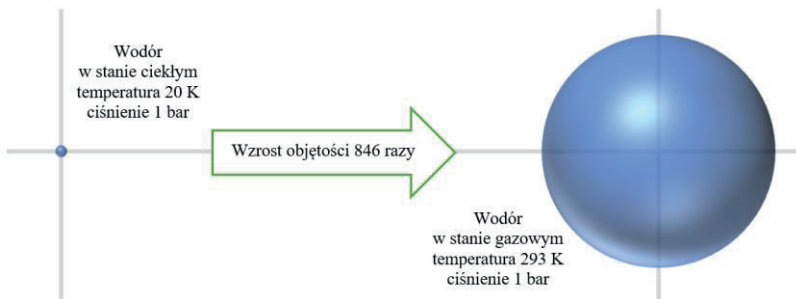 Wodór
w stanie ciekłym
temperatura 20 K
ciśnienie 1 bar
Wzrost objętości 846 razy
Wodór
w stanie gazowym
temperatura 293 K
ciśnienie 1 bar